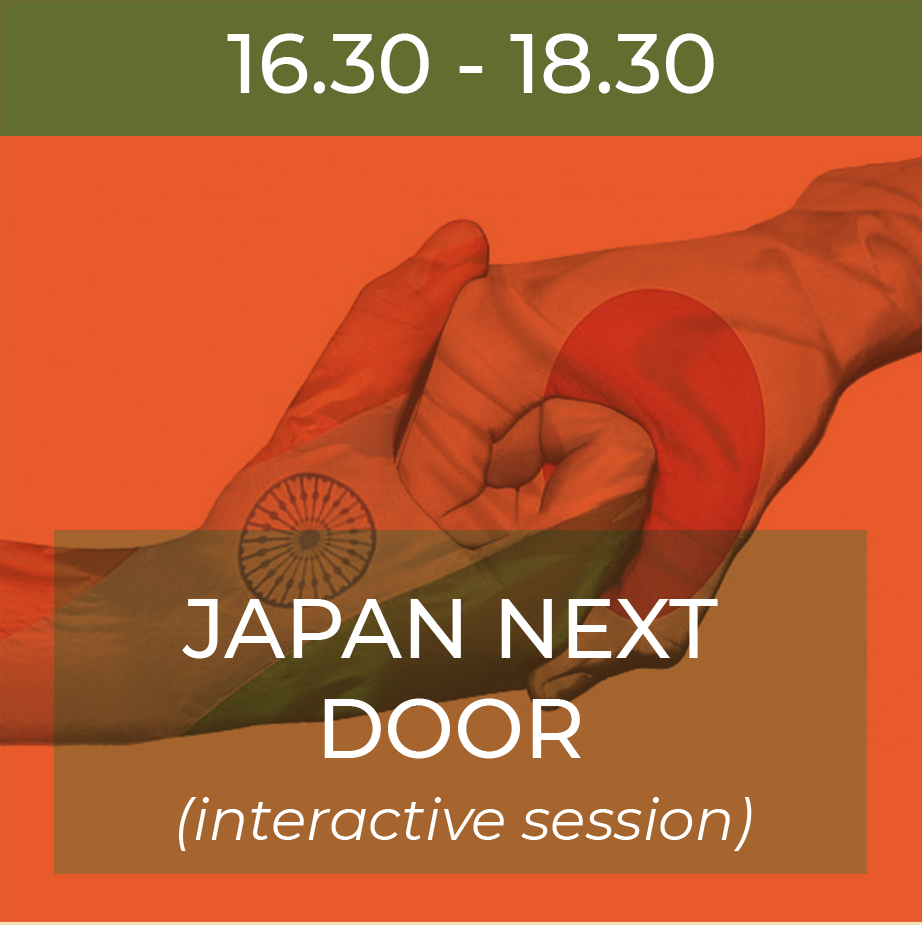 16.30 - 18.30
JAPAN NEXT
DOOR
(interactive session)